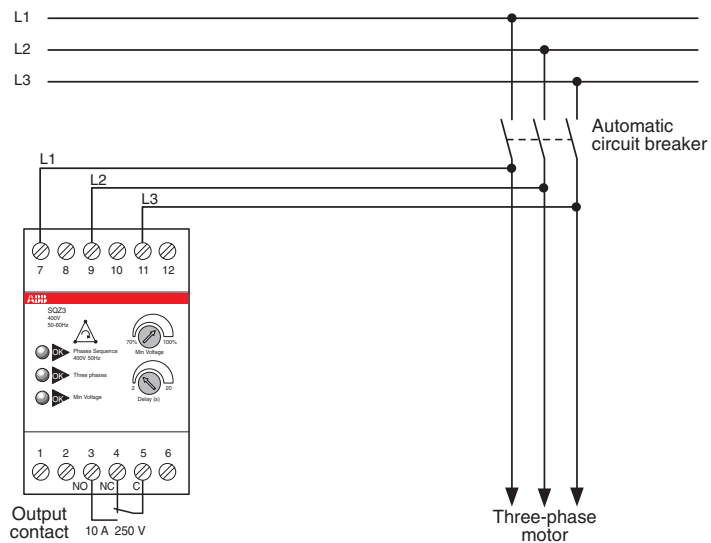 L1
L2
L3
Automatic
circuit breaker
L1
L2
L3
7 8 9 10 11 12
ABB
SQZ3
400V
50-60Hz
70% 100%
Min Voltage
OK Phases Sequence
400V 50Hz
OK Three phases
2 20
Delay (s)
OK Min Voltage
1 2 3 4 5 6
NO NC C
Output
contact
10 A 250 V
Three-phase
motor